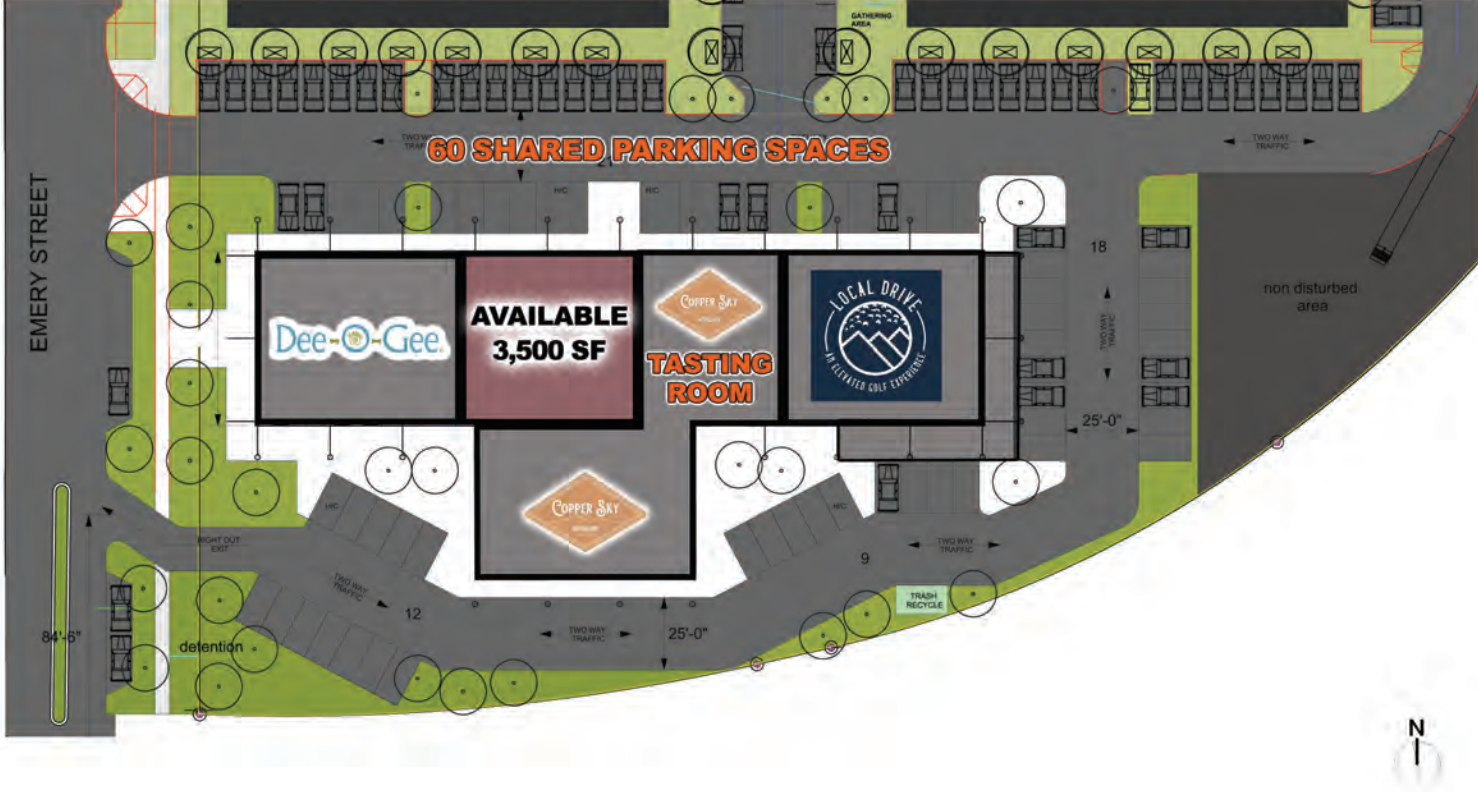 GATHERING
AREA
TWO WAY
TRAFFIC
60 SHARED PARKING SPACES
21
TWO WAY
TRAFFIC
H/C
H/C
EMERY STREET
18
non disturbed
area
Dee-O-Gee
AVAILABLE
3,500 SF
COPPER SKY
TASTING
ROOM
LOCAL DRIVE
AN ELEVATED GOLF EXPERIENCE
TWO WAY
TRAFFIC
25'-0"
H/C
H/C
COPPER SKY
RIGHT OUT
EXIT
TWO WAY
TRAFFIC
9
TWO WAY
TRAFFIC
12
TWO WAY
TRAFFIC
25'-0"
TRASH
RECYCLE
84'-6"
detention
N